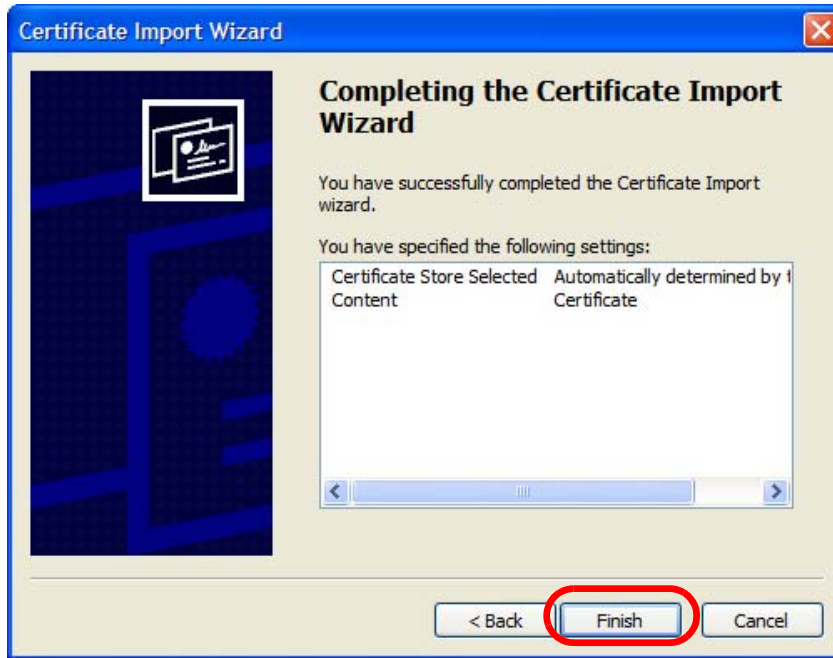 Certificate Import Wizard
Completing the Certificate Import
Wizard
You have successfully completed the Certificate Import
wizard.
You have specified the following settings:
Certificate Store Selected Automatically determined by t
Content Certificate
< Back Finish Cancel